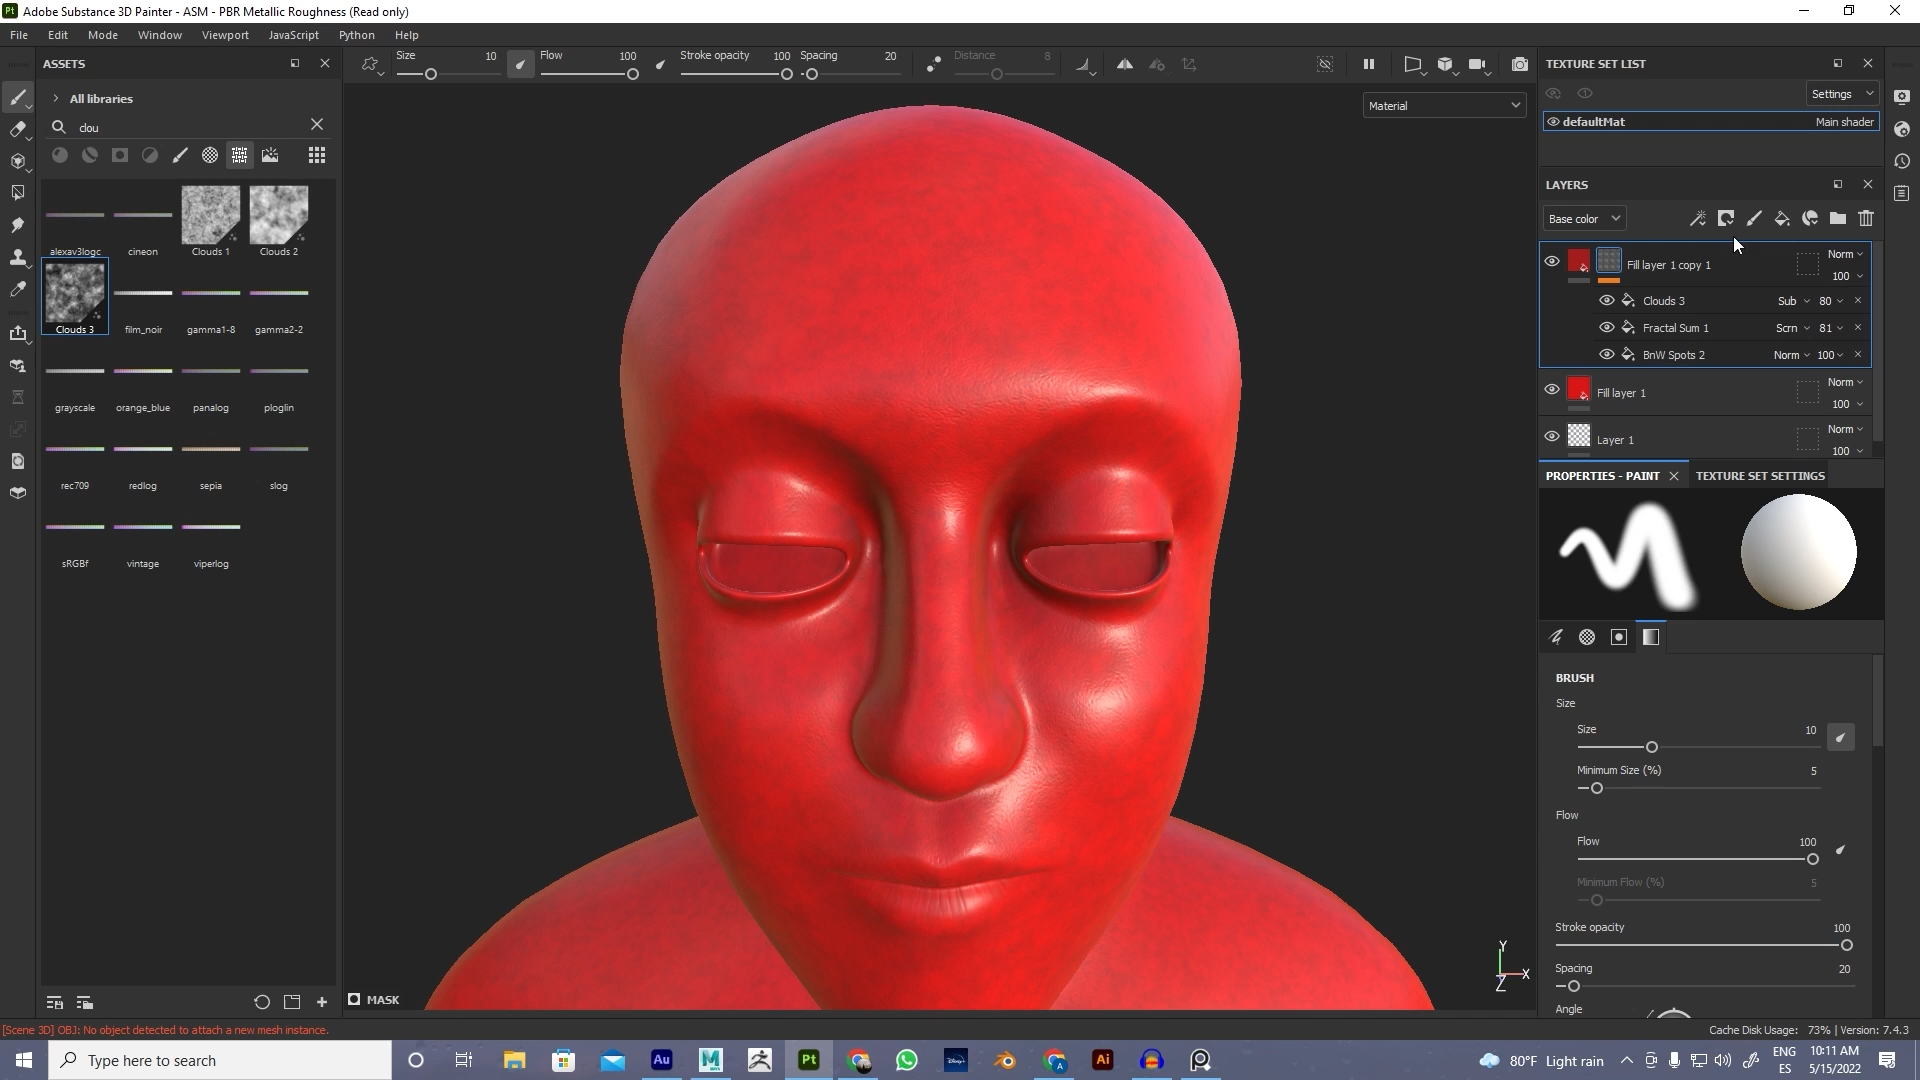 Pt Adobe Substance 3D Painter - ASM - PBR Metallic Roughness (Read only)
File Edit Mode Window Viewport JavaScript Python Help
ASSETS
Size 10 Flow 100 Stroke opacity 100 Spacing 20 Distance 8
TEXTURE SET LIST
All libraries
Settings
Material
clou
defaultMat Main shader
LAYERS
Base color
alexav3logc cineon Clouds 1 Clouds 2
Fill layer 1 copy 1 Norm
100
Clouds 3 Sub 80
Clouds 3 film_noir gamma1-8 gamma2-2
Fractal Sum 1 Scrn 81
BnW Spots 2 Norm 100
Fill layer 1 Norm
100
grayscale orange_blue panalog ploglin
Layer 1 Norm
100
PROPERTIES - PAINT TEXTURE SET SETTINGS
rec709 redlog sepia slog
sRGBf vintage viperlog
BRUSH
Size
Size 10
Minimum Size (%) 5
Flow
Flow 100
Minimum Flow (%) 5
Stroke opacity 100
Spacing 20
Angle
Y
X
Z
MASK
[Scene 3D] OBJ: No object detected to attach a new mesh instance.
Cache Disk Usage: 73% | Version: 7.4.3
Type here to search
Au
M
Pt
Disney+
A
Ai
80°F Light rain
ENG
ES
10:11 AM
5/15/2022